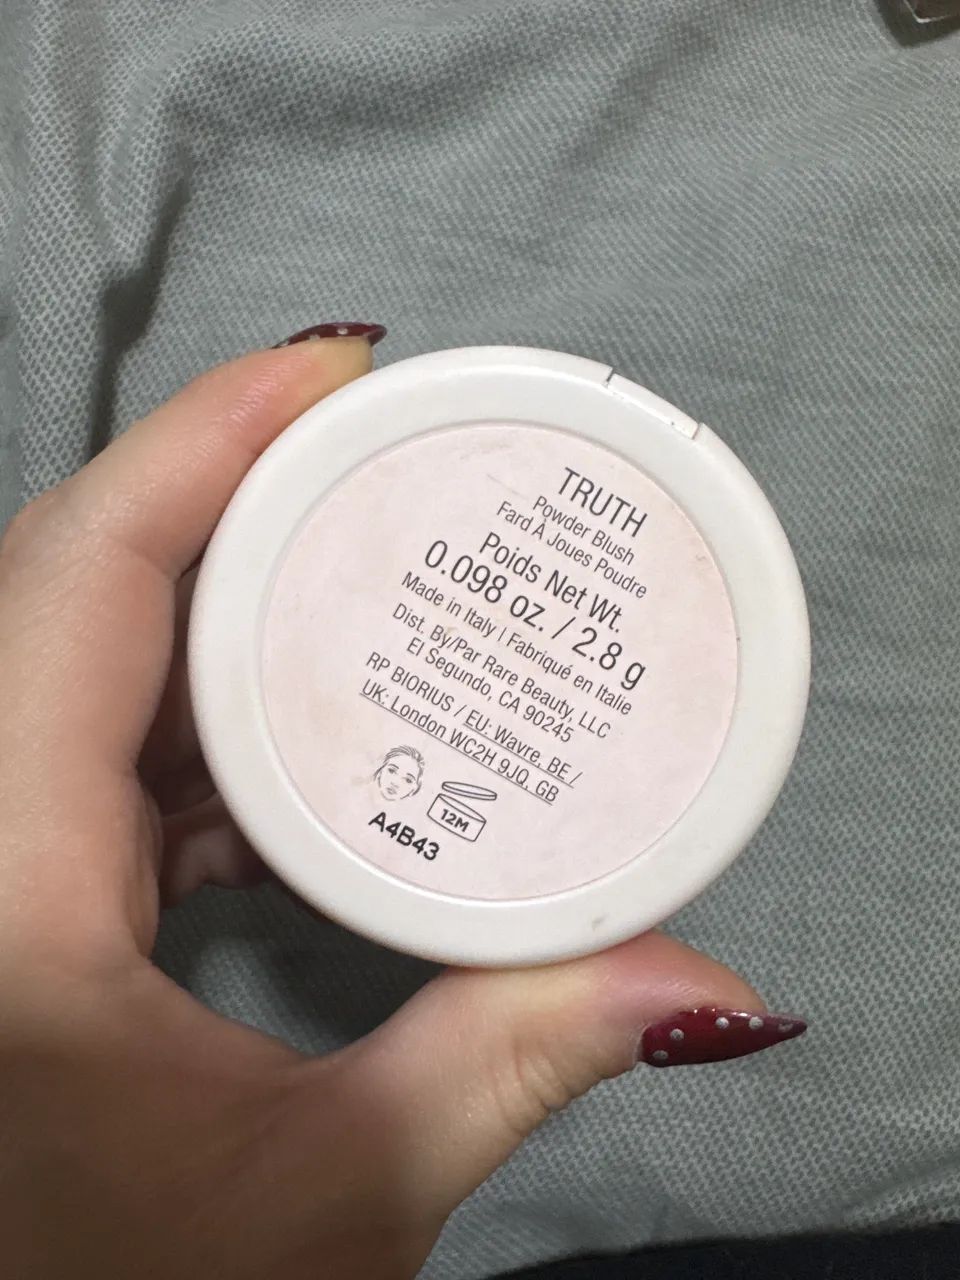 TRUTH
Powder Blush
Fard À Joues Poudre
Poids Net Wt.
0.098 oz. / 2.8 g
Made in Italy | Fabriqué en Italie
Dist. By/Par Rare Beauty, LLC
El Segundo, CA 90245
RP BIORIUS / EU: Wavre, BE /
UK: London WC2H 9JQ, GB
12M
A4B43